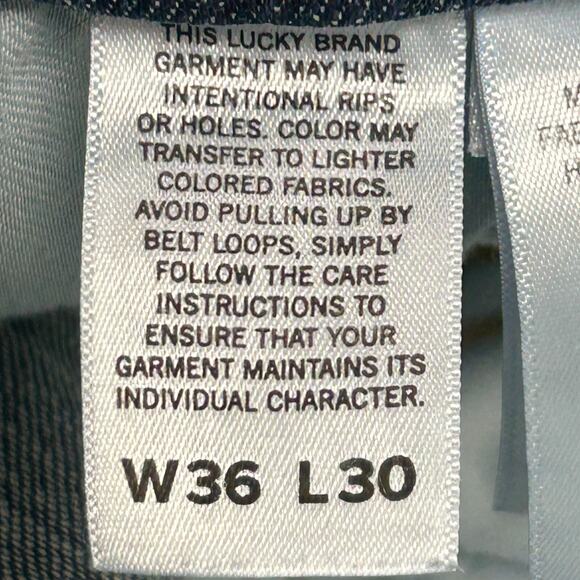 THIS LUCKY BRAND
GARMENT MAY HAVE
INTENTIONAL RIPS
OR HOLES. COLOR MAY
TRANSFER TO LIGHTER
COLORED FABRICS.
AVOID PULLING UP BY
BELT LOOPS, SIMPLY
FOLLOW THE CARE
INSTRUCTIONS TO
ENSURE THAT YOUR
GARMENT MAINTAINS ITS
INDIVIDUAL CHARACTER.
W36 L30